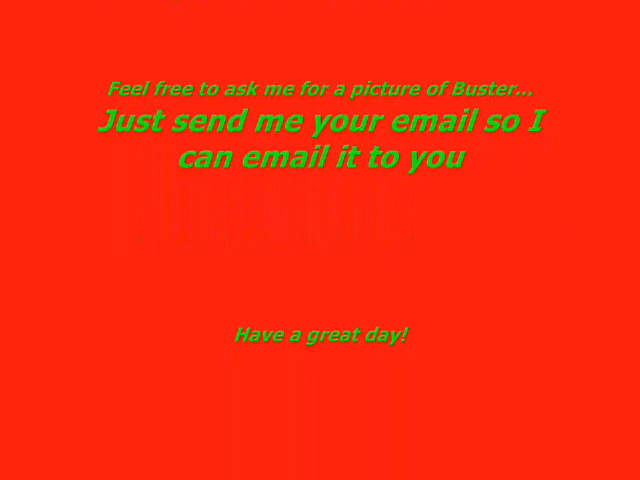 Feel free to ask me for a picture of Buster...
Just send me your email so I
can email it to you
Have a great day!